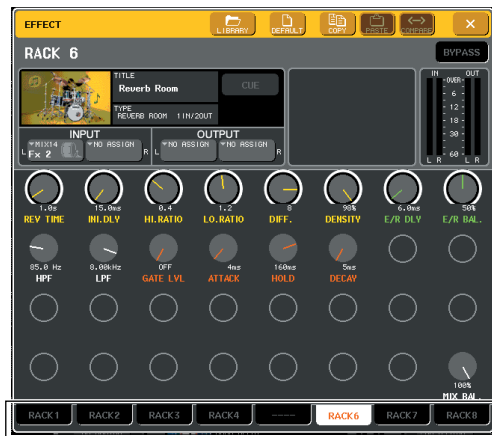 EFFECT
LIBRARY DEFAULT COPY PASTE COMPARE
RACK 6
BYPASS
TITLE
Reverb Room
CUE
TYPE
REVERB ROOM 1IN/2OUT
IN OUT
OVER
6
12
18
30
60
L R L R
INPUT
OUTPUT
L MIX14 Fx 2
NO ASSIGN R
L NO ASSIGN
NO ASSIGN R
1.0s 15.0ms 0.4 1.2 8 98% 6.0ms 50%
REV TIME INI.DLY HI.RATIO LO.RATIO DIFF. DENSITY E/R DLY E/R BAL.
85.0 Hz 8.00kHz OFF 4ms 160ms 5ms
HPF LPF GATE LVL ATTACK HOLD DECAY
100%
MIX BAL.
RACK1 RACK2 RACK3 RACK4 ---- RACK6 RACK7 RACK8